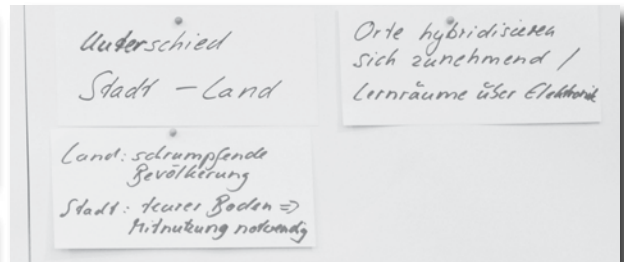 Unterschied
Stadt – Land
Land: schrumpfende
Bevölkerung
Stadt: teurer Boden ⇒
Mitnutzung notwendig
Orte hybridisieren
sich zunehmend /
Lernräume über Elektronik